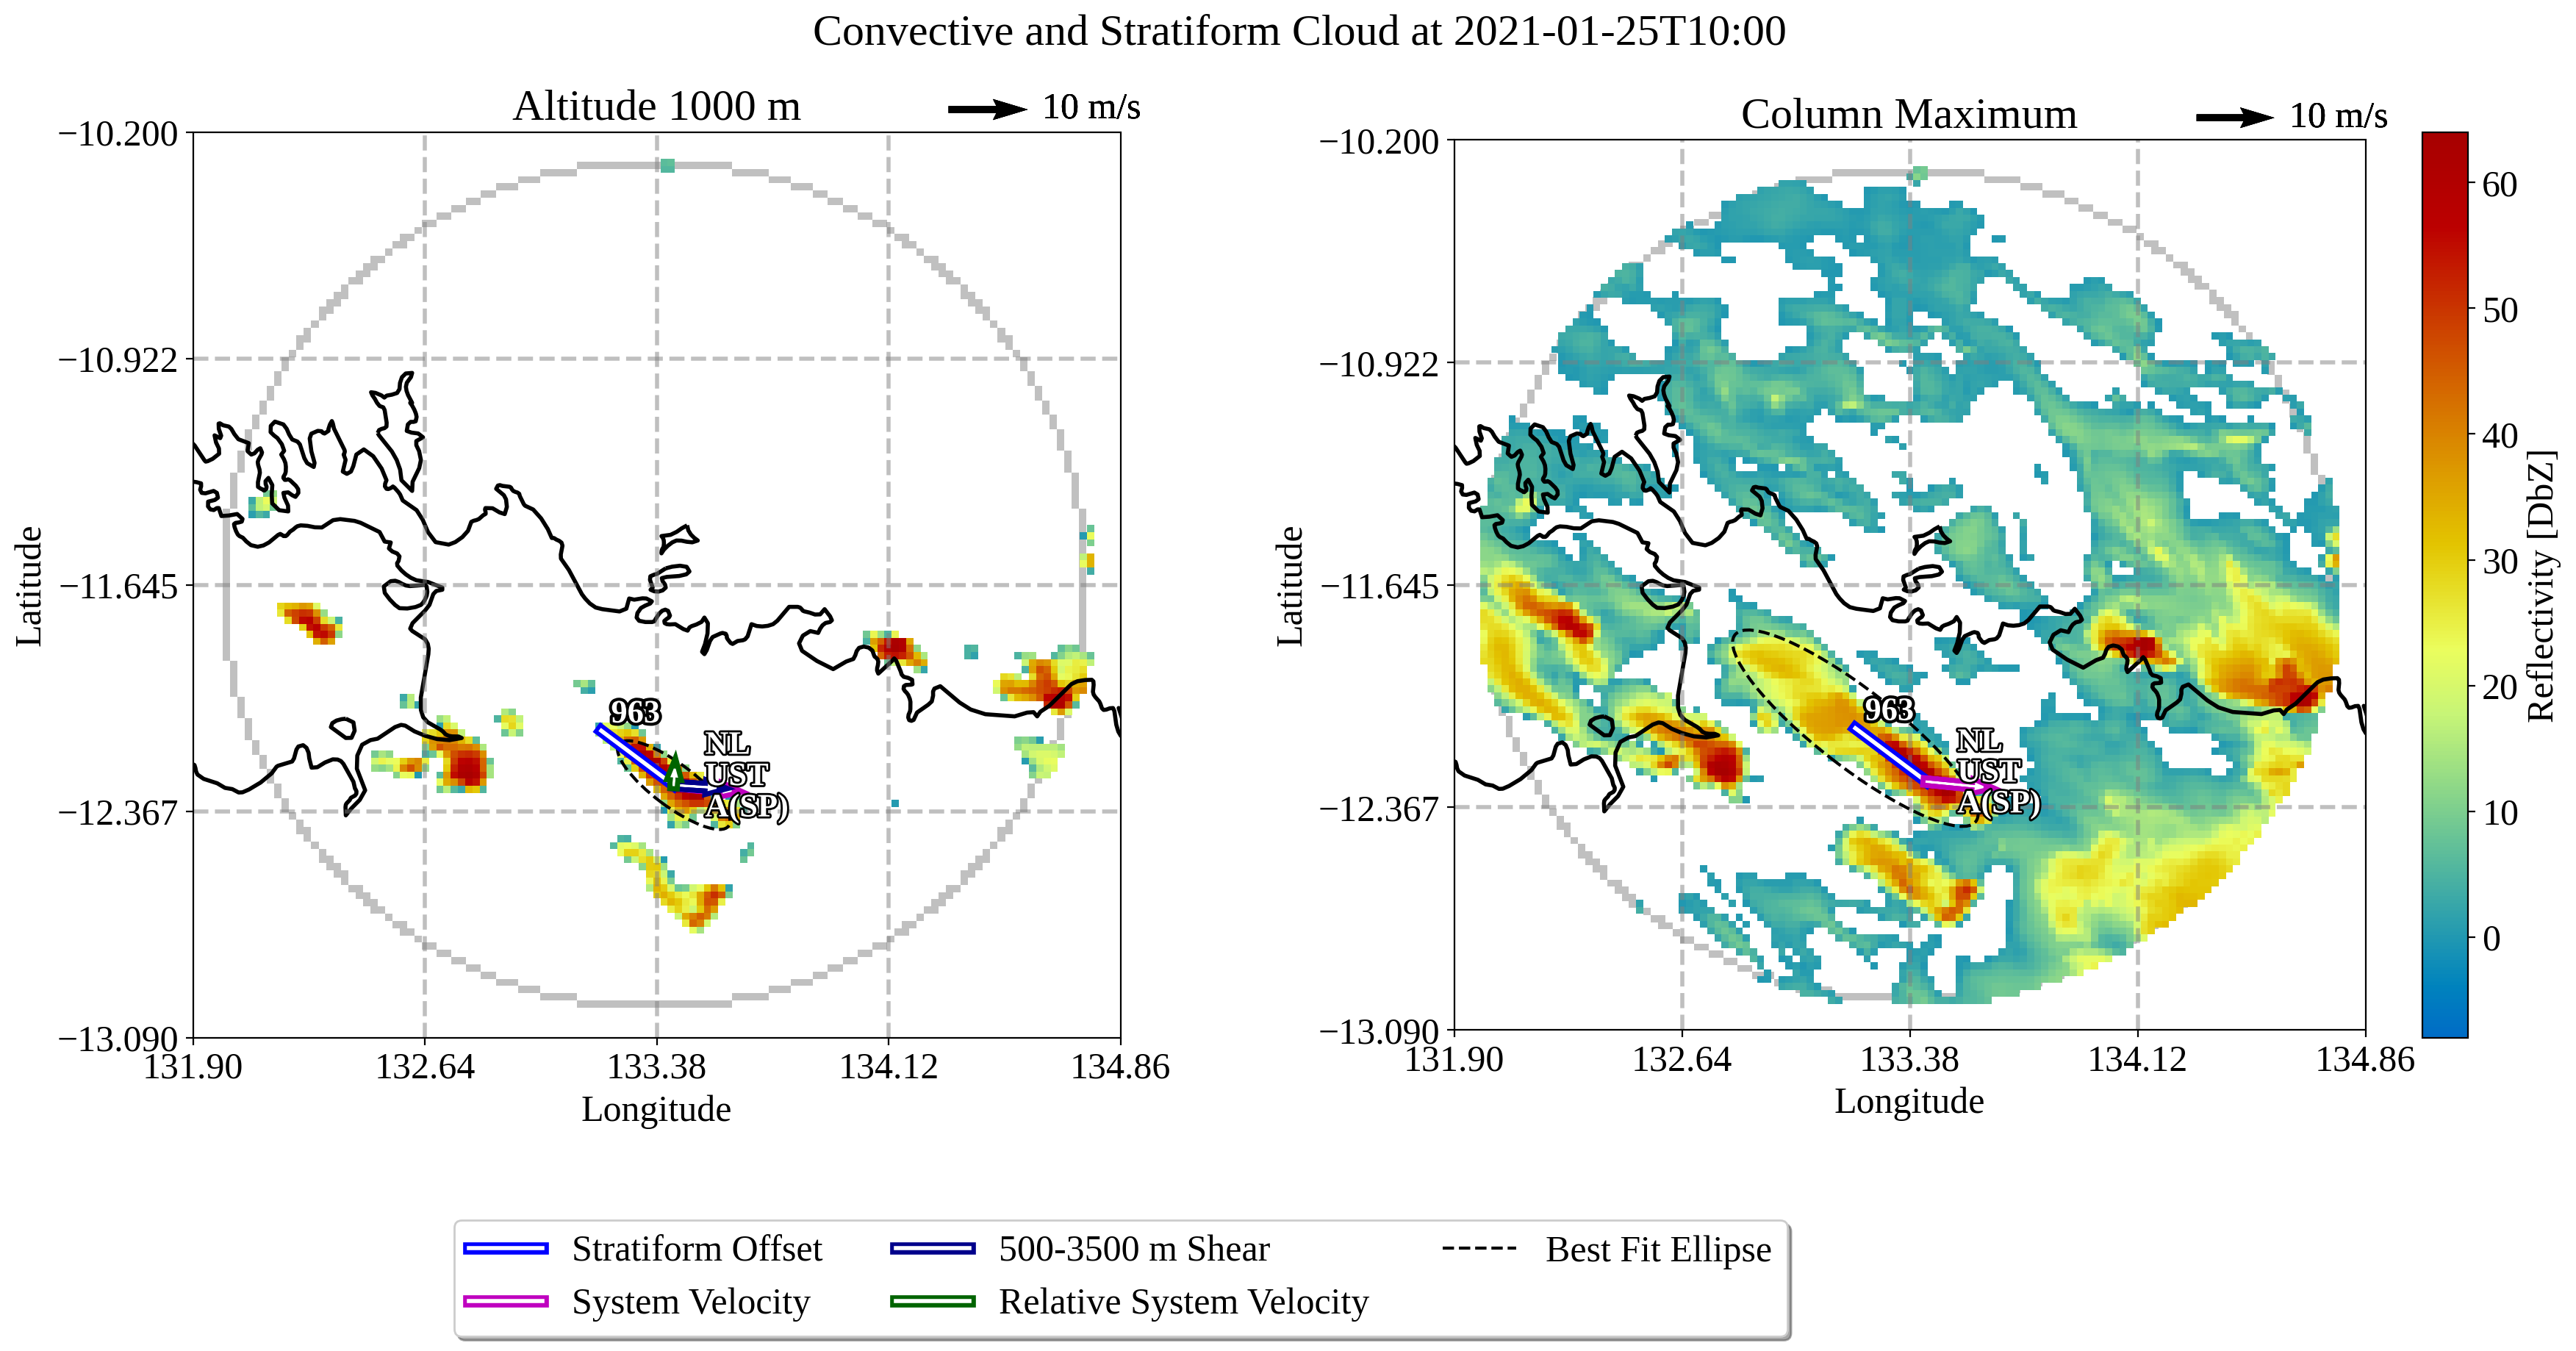 Convective and Stratiform Cloud at 2021-01-25T10:00
Altitude 1000 m
10 m/s
−10.200
−10.922
−11.645
−12.367
−13.090
Latitude
963
NL
UST
A(SP)
131.90
132.64
133.38
134.12
134.86
Longitude
Column Maximum
10 m/s
−10.200
−10.922
−11.645
−12.367
−13.090
Latitude
963
NL
UST
A(SP)
131.90
132.64
133.38
134.12
134.86
Longitude
60
50
40
30
20
10
0
Reflectivity [DbZ]
Stratiform Offset
System Velocity
500-3500 m Shear
Relative System Velocity
Best Fit Ellipse